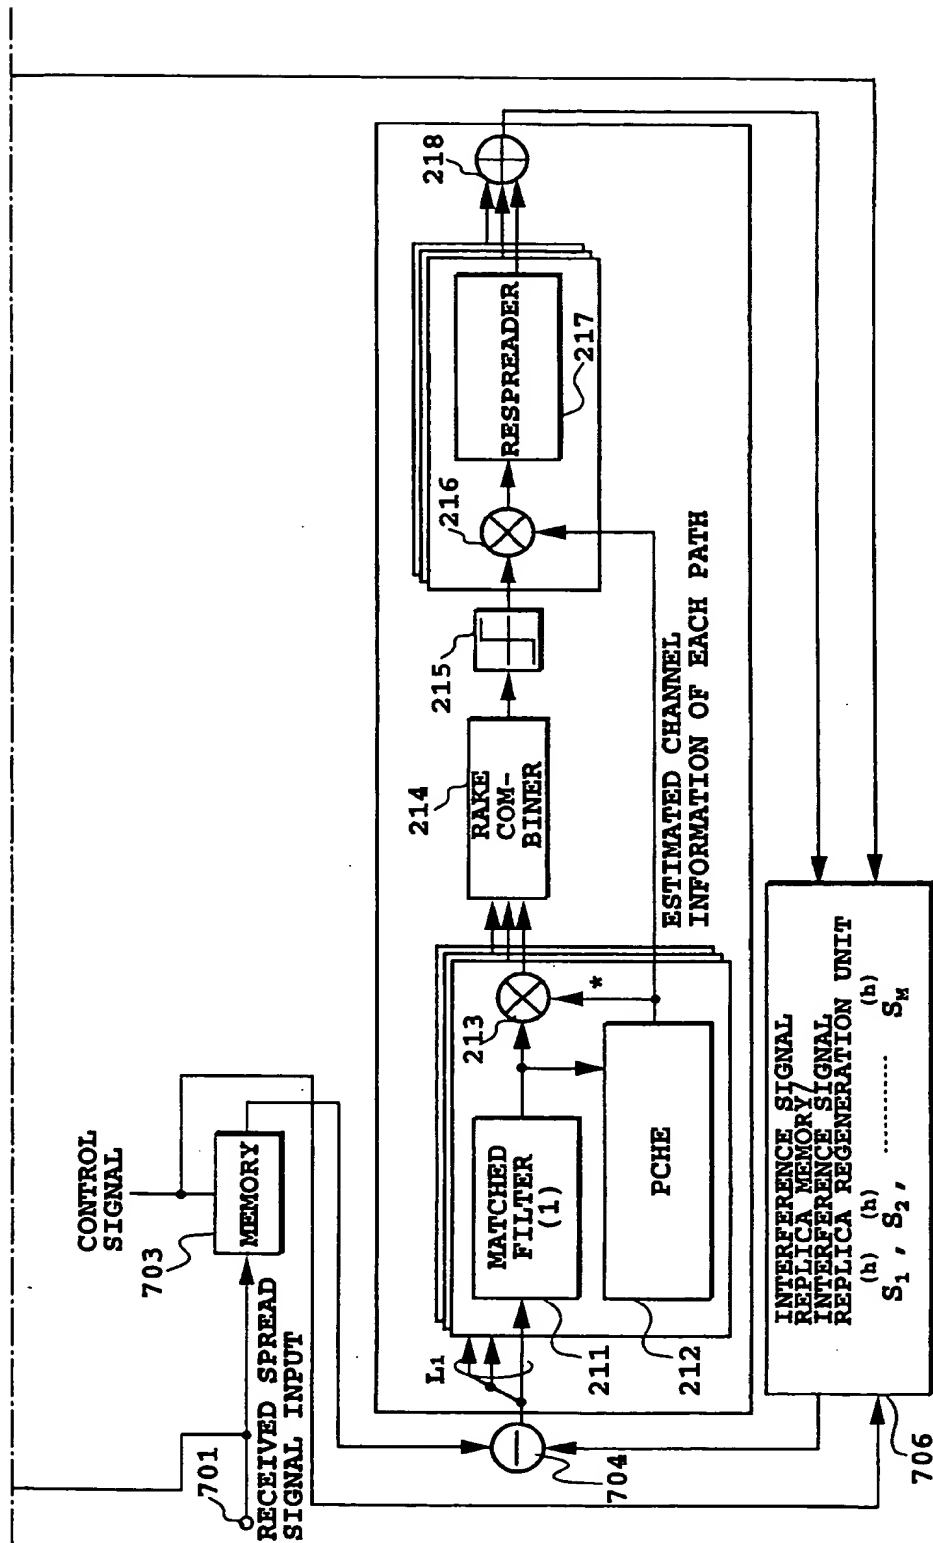 701
RECEIVED SPREAD
SIGNAL INPUT
CONTROL
SIGNAL
703
MEMORY
704
L1
MATCHED
FILTER
(1)
211
PCHE
212
213
*
214
RAKE
COM-
BINER
215
216
RESPREADER
217
218
ESTIMATED CHANNEL
INFORMATION OF EACH PATH
INTERFERENCE SIGNAL
REPLICA MEMORY/
INTERFERENCE SIGNAL
REPLICA REGENERATION UNIT
S1(h), S2(h), .......... SM(h)
706